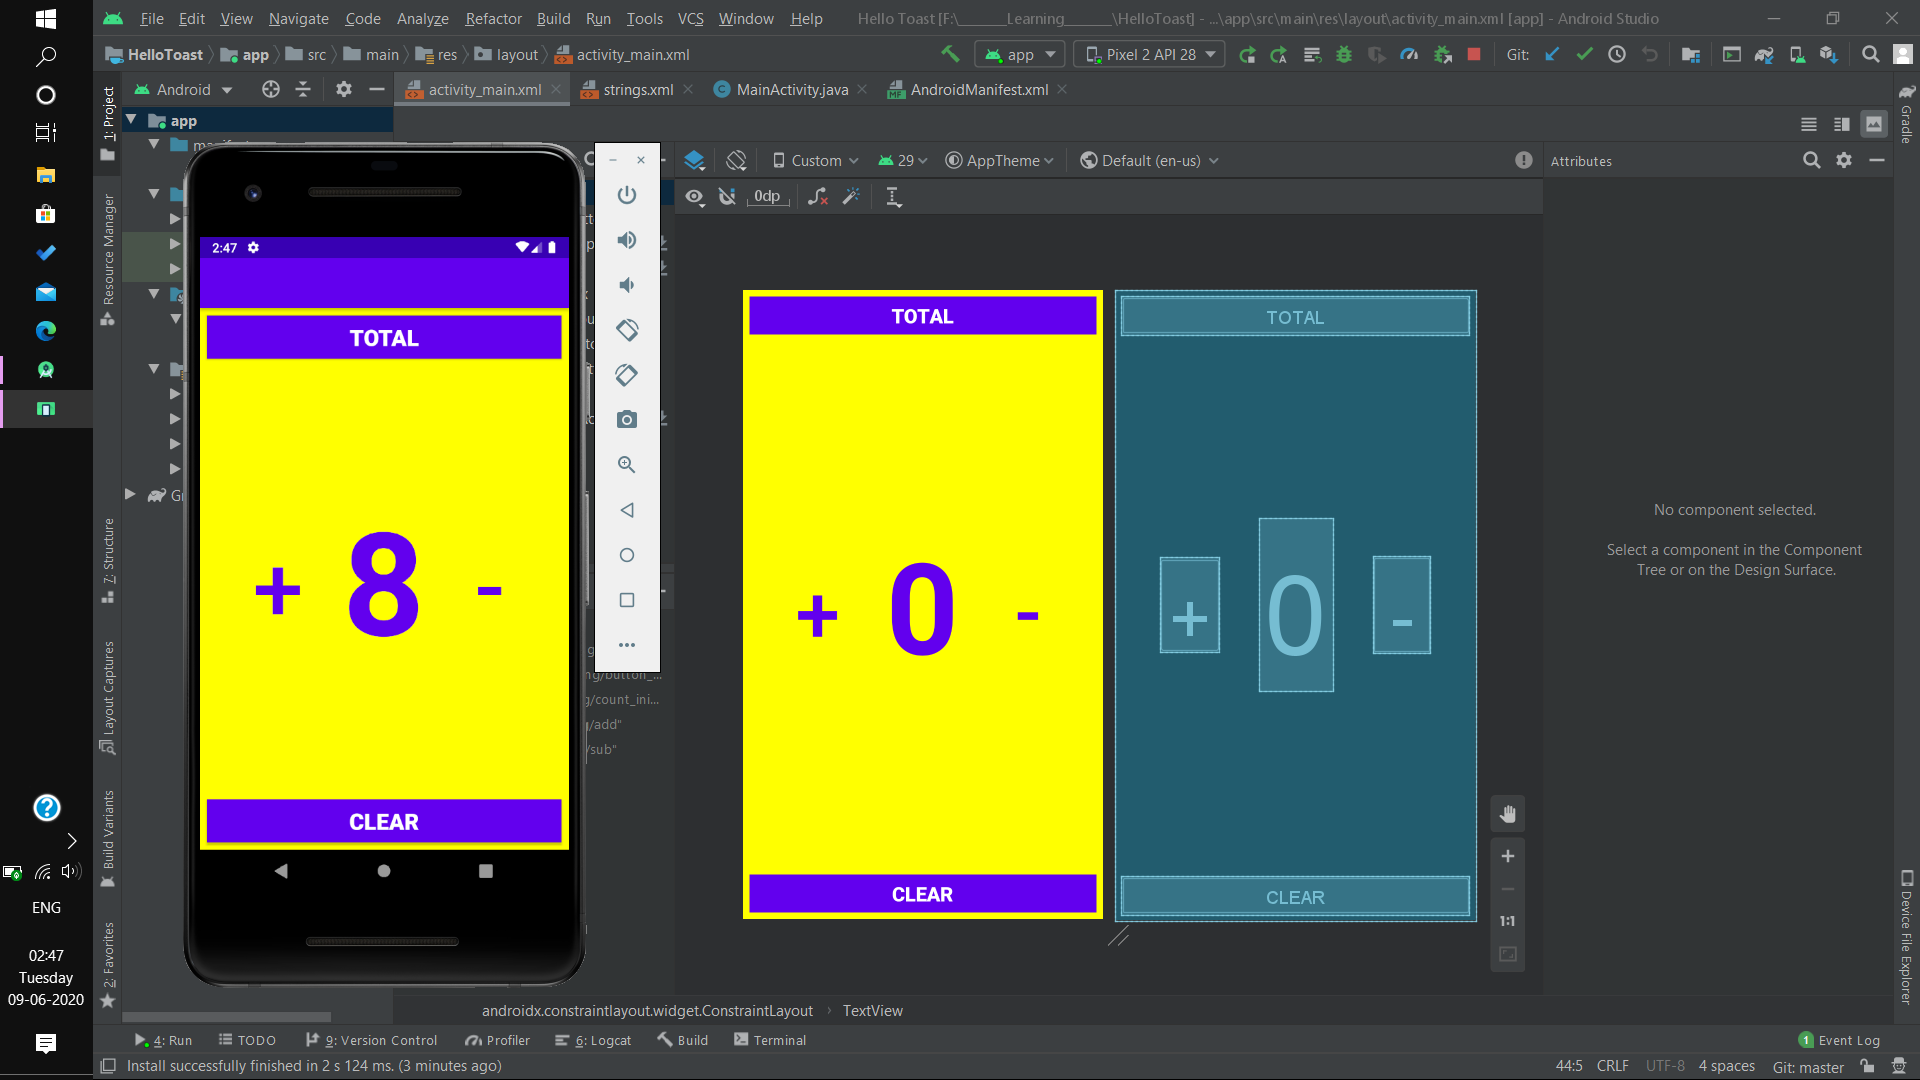 File Edit View Navigate Code Analyze Refactor Build Run Tools VCS Window Help Hello Toast [F:\______Learning______\HelloToast] - ...\app\src\main\res\layout\activity_main.xml [app] - Android Studio
HelloToast app src main res layout activity_main.xml app Pixel 2 API 28 Git:
Android activity_main.xml strings.xml MainActivity.java AndroidManifest.xml
app
Custom 29 AppTheme Default (en-us) Attributes
0dp
1: Project
Resource Manager
7: Structure
Layout Captures
Build Variants
2: Favorites
Gradle
Device File Explorer
2:47
TOTAL
+ 8 -
CLEAR
TOTAL
+ 0 -
CLEAR
TOTAL
+ 0 -
CLEAR
ng/button_...
g/count_ini...
g/add"
/sub"
No component selected.
Select a component in the Component
Tree or on the Design Surface.
1:1
ENG
02:47
Tuesday
09-06-2020
androidx.constraintlayout.widget.ConstraintLayout › TextView
4: Run TODO 9: Version Control Profiler 6: Logcat Build Terminal 1 Event Log
Install successfully finished in 2 s 124 ms. (3 minutes ago) 44:5 CRLF UTF-8 4 spaces Git: master